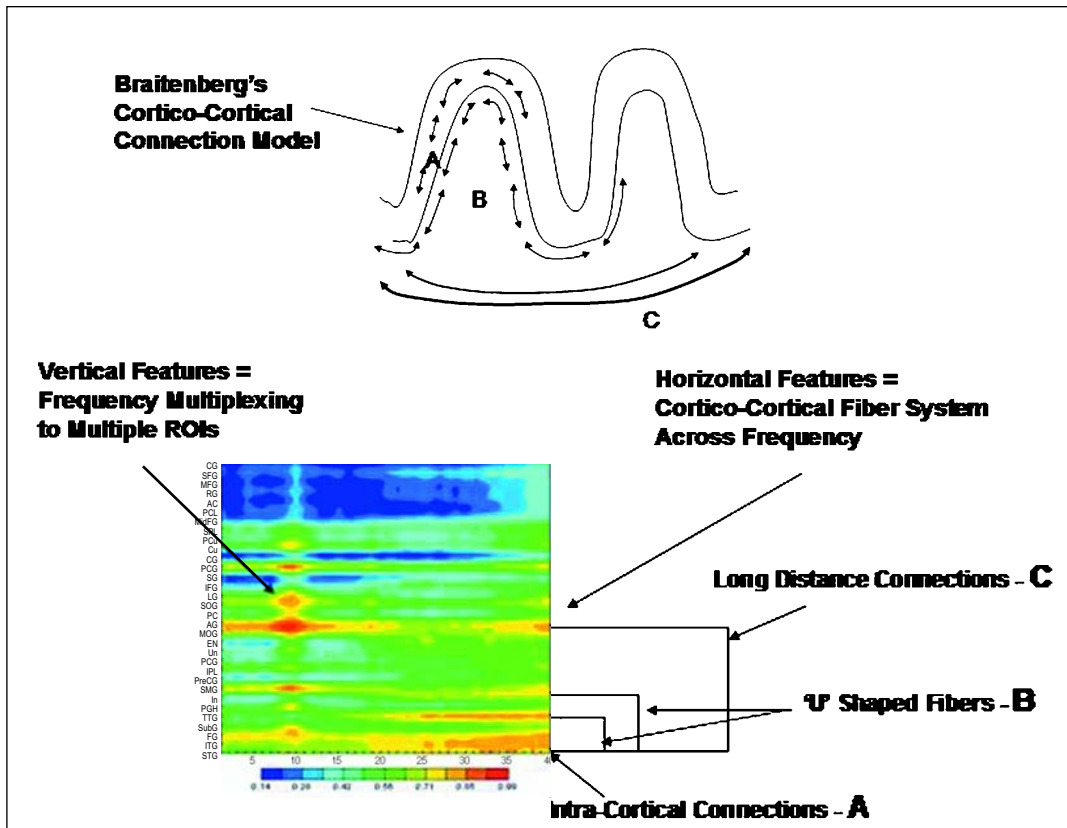 Braitenberg's
Cortico-Cortical
Connection Model
A
B
C
Vertical Features =
Frequency Multiplexing
to Multiple ROIs
Horizontal Features =
Cortico-Cortical Fiber System
Across Frequency
CG
SFG
MFG
RG
AC
PCL
MidFG
SPL
PCu
Cu
CG
PCG
SG
IFG
LG
SOG
PC
AG
MOG
EN
Un
PCG
IPL
PreCG
SMG
In
PGH
TTG
SubG
FG
ITG
STG
5 10 15 20 25 30 35 40
0.14 0.28 0.42 0.56 0.71 0.85 0.99
Long Distance Connections - C
'U' Shaped Fibers - B
Intra-Cortical Connections - A